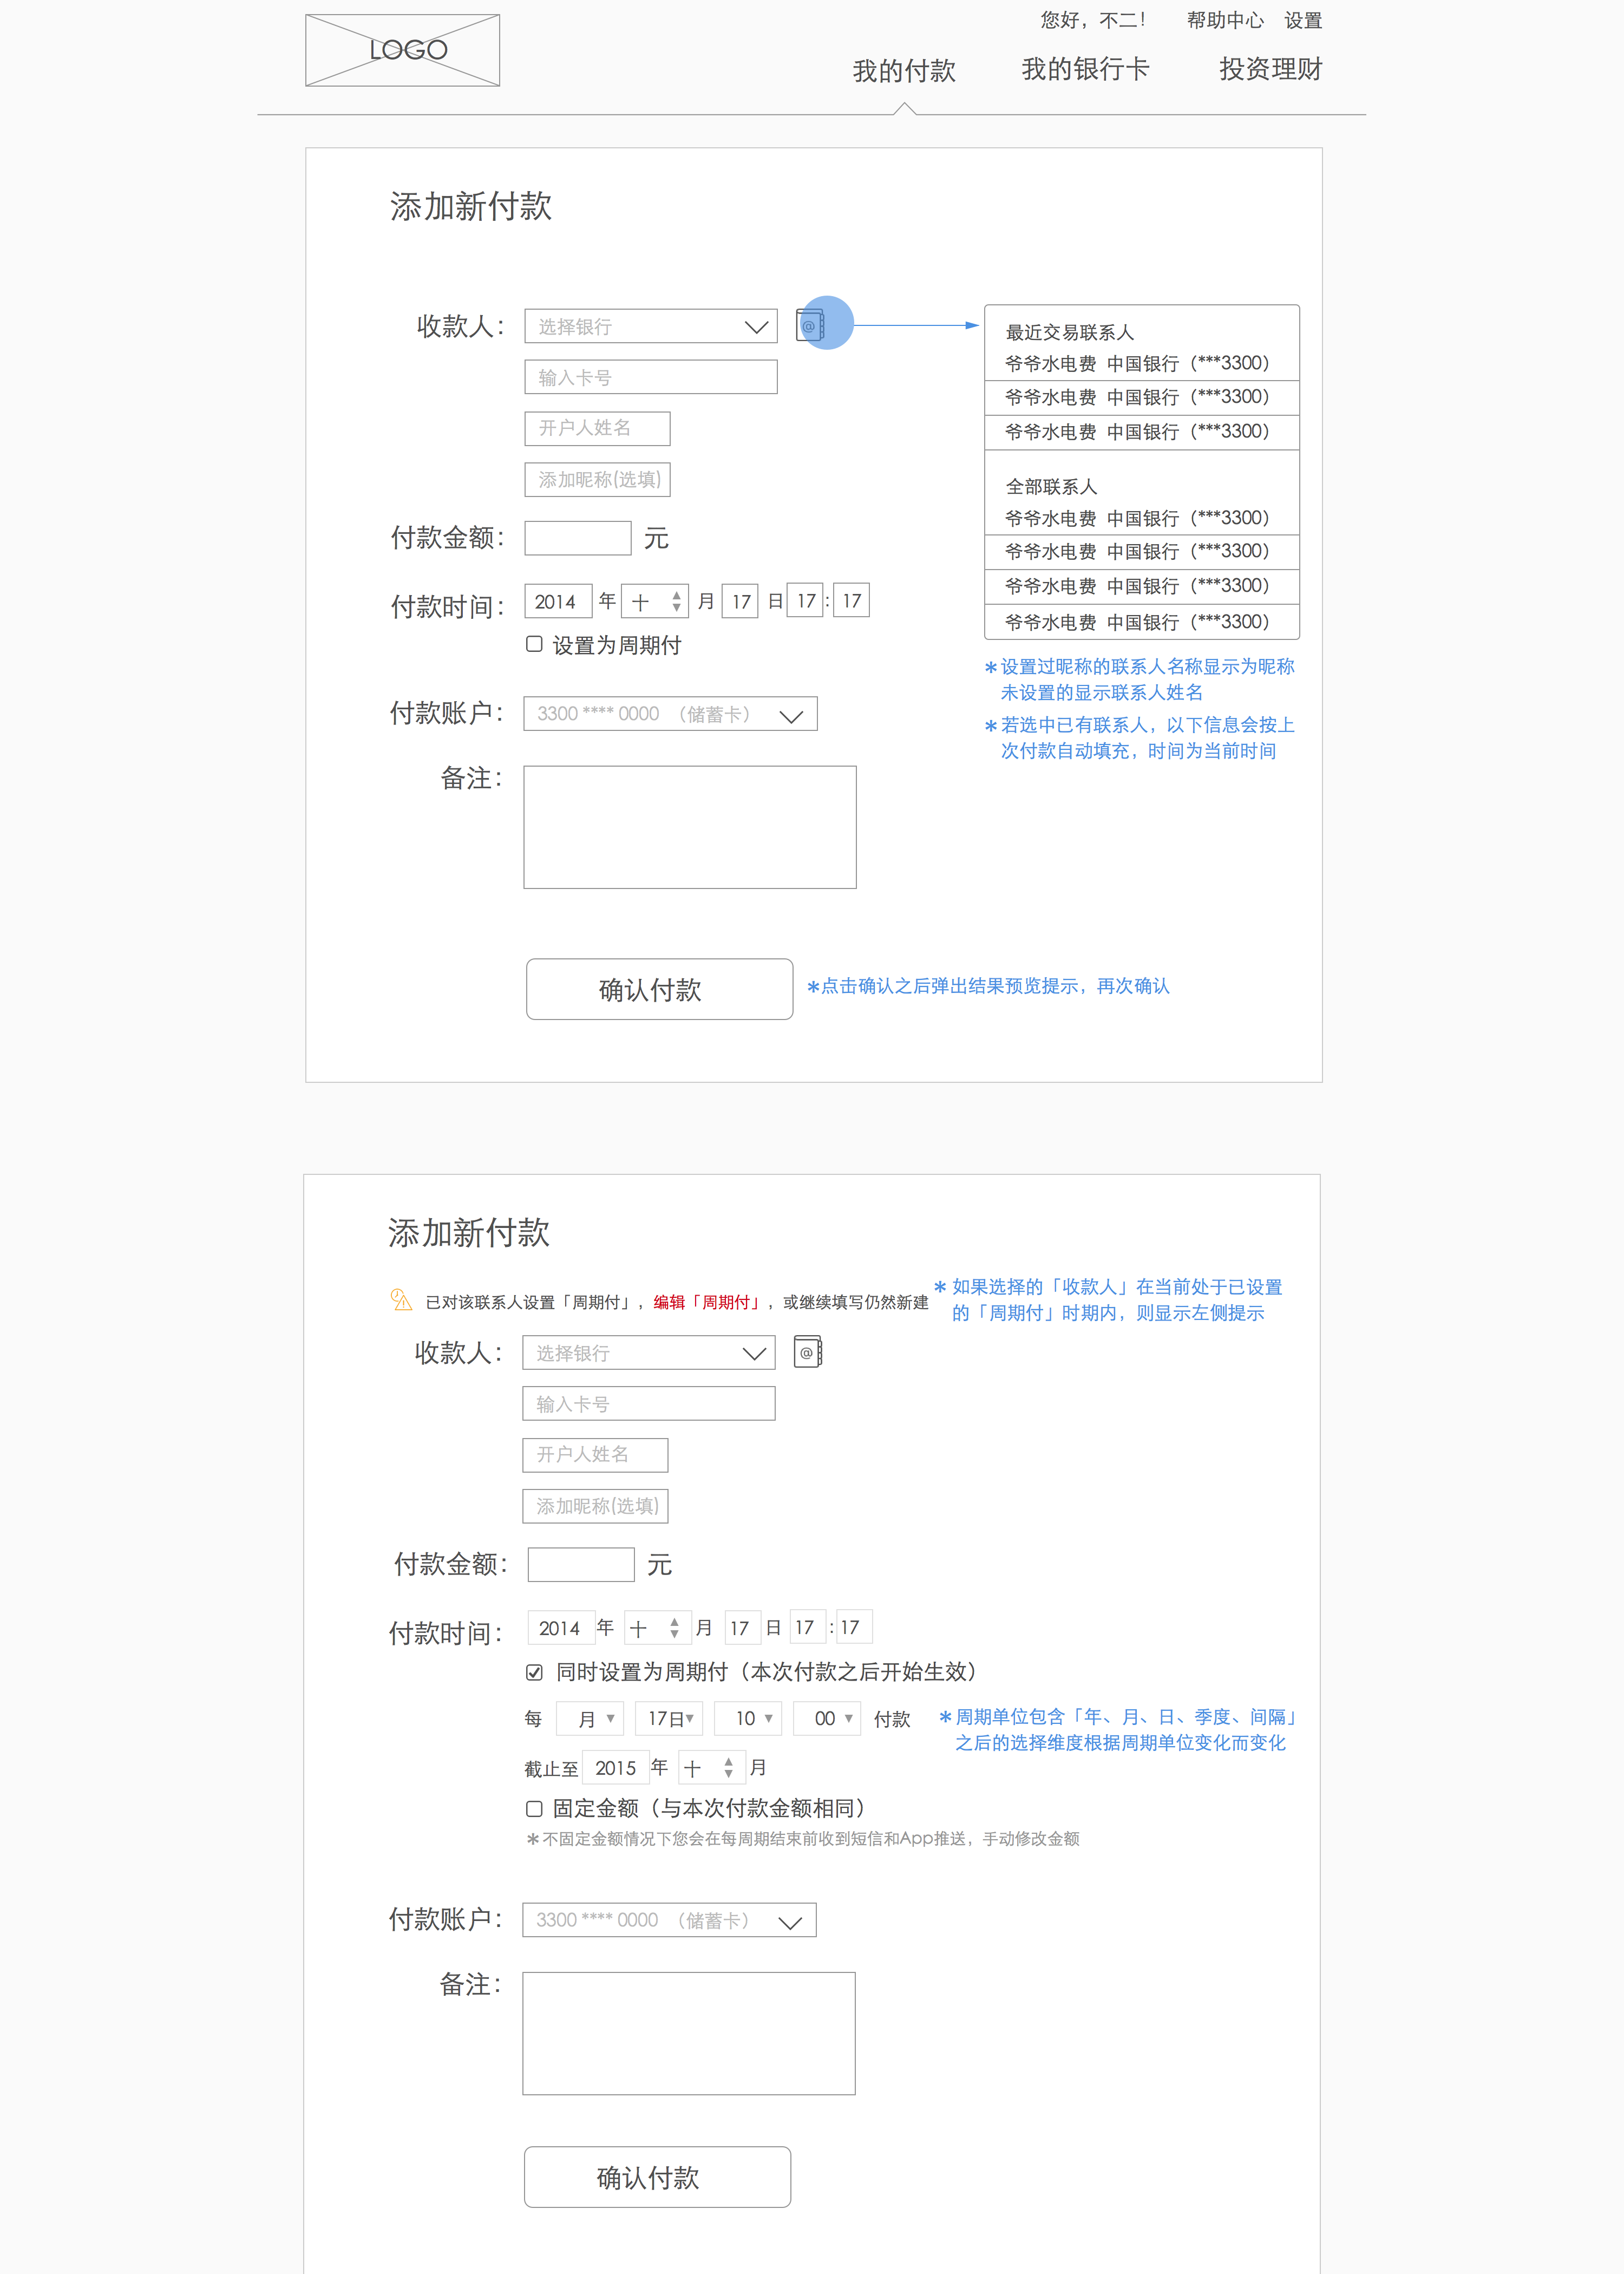 LOGO
您好，不二！ 帮助中心 设置
我的付款 我的银行卡 投资理财
添加新付款
收款人： 选择银行 @
输入卡号
开户人姓名
添加昵称(选填)
付款金额： 元
付款时间： 2014 年 十 月 17 日 17 : 17
设置为周期付
付款账户： 3300 **** 0000 （储蓄卡）
备注：
最近交易联系人
爷爷水电费 中国银行（***3300）
爷爷水电费 中国银行（***3300）
爷爷水电费 中国银行（***3300）
全部联系人
爷爷水电费 中国银行（***3300）
爷爷水电费 中国银行（***3300）
爷爷水电费 中国银行（***3300）
爷爷水电费 中国银行（***3300）
*设置过昵称的联系人名称显示为昵称
未设置的显示联系人姓名
*若选中已有联系人，以下信息会按上
次付款自动填充，时间为当前时间
确认付款 *点击确认之后弹出结果预览提示，再次确认
添加新付款
已对该联系人设置「周期付」，编辑「周期付」，或继续填写仍然新建
* 如果选择的「收款人」在当前处于已设置
的「周期付」时期内，则显示左侧提示
收款人： 选择银行 @
输入卡号
开户人姓名
添加昵称(选填)
付款金额： 元
付款时间： 2014 年 十 月 17 日 17 : 17
同时设置为周期付（本次付款之后开始生效）
每 月 17日 10 00 付款
* 周期单位包含「年、月、日、季度、间隔」
之后的选择维度根据周期单位变化而变化
截止至 2015 年 十 月
固定金额（与本次付款金额相同）
*不固定金额情况下您会在每周期结束前收到短信和App推送，手动修改金额
付款账户： 3300 **** 0000 （储蓄卡）
备注：
确认付款